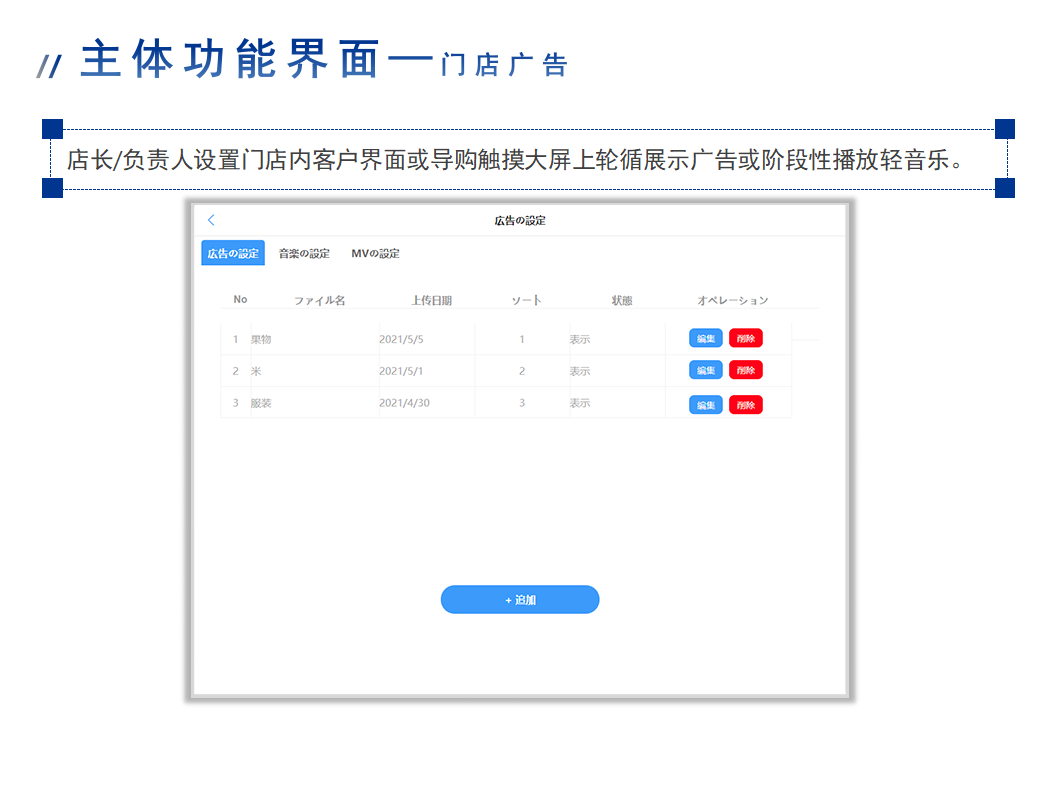 // 主体功能界面—门店广告
店长/负责人设置门店内客户界面或导购触摸大屏上轮循展示广告或阶段性播放轻音乐。
広告の設定
広告の設定 音楽の設定 MVの設定
No ファイル名 上传日期 ソート 状態 オペレーション
1 果物 2021/5/5 1 表示 編集 削除
2 米 2021/5/1 2 表示 編集 削除
3 服装 2021/4/30 3 表示 編集 削除
+ 追加